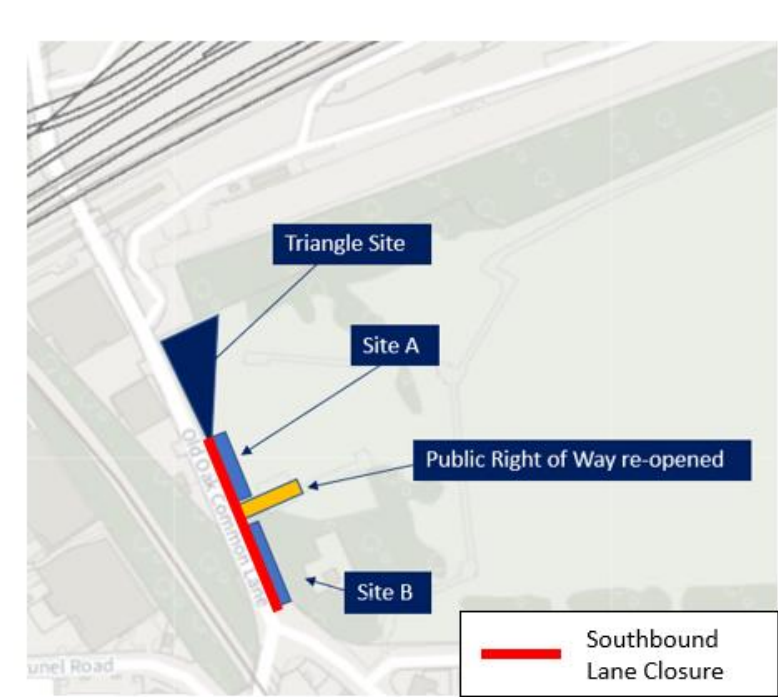 Triangle Site
Site A
Public Right of Way re-opened
Old Oak Common Lane
Site B
Southbound
Lane Closure
unel Road